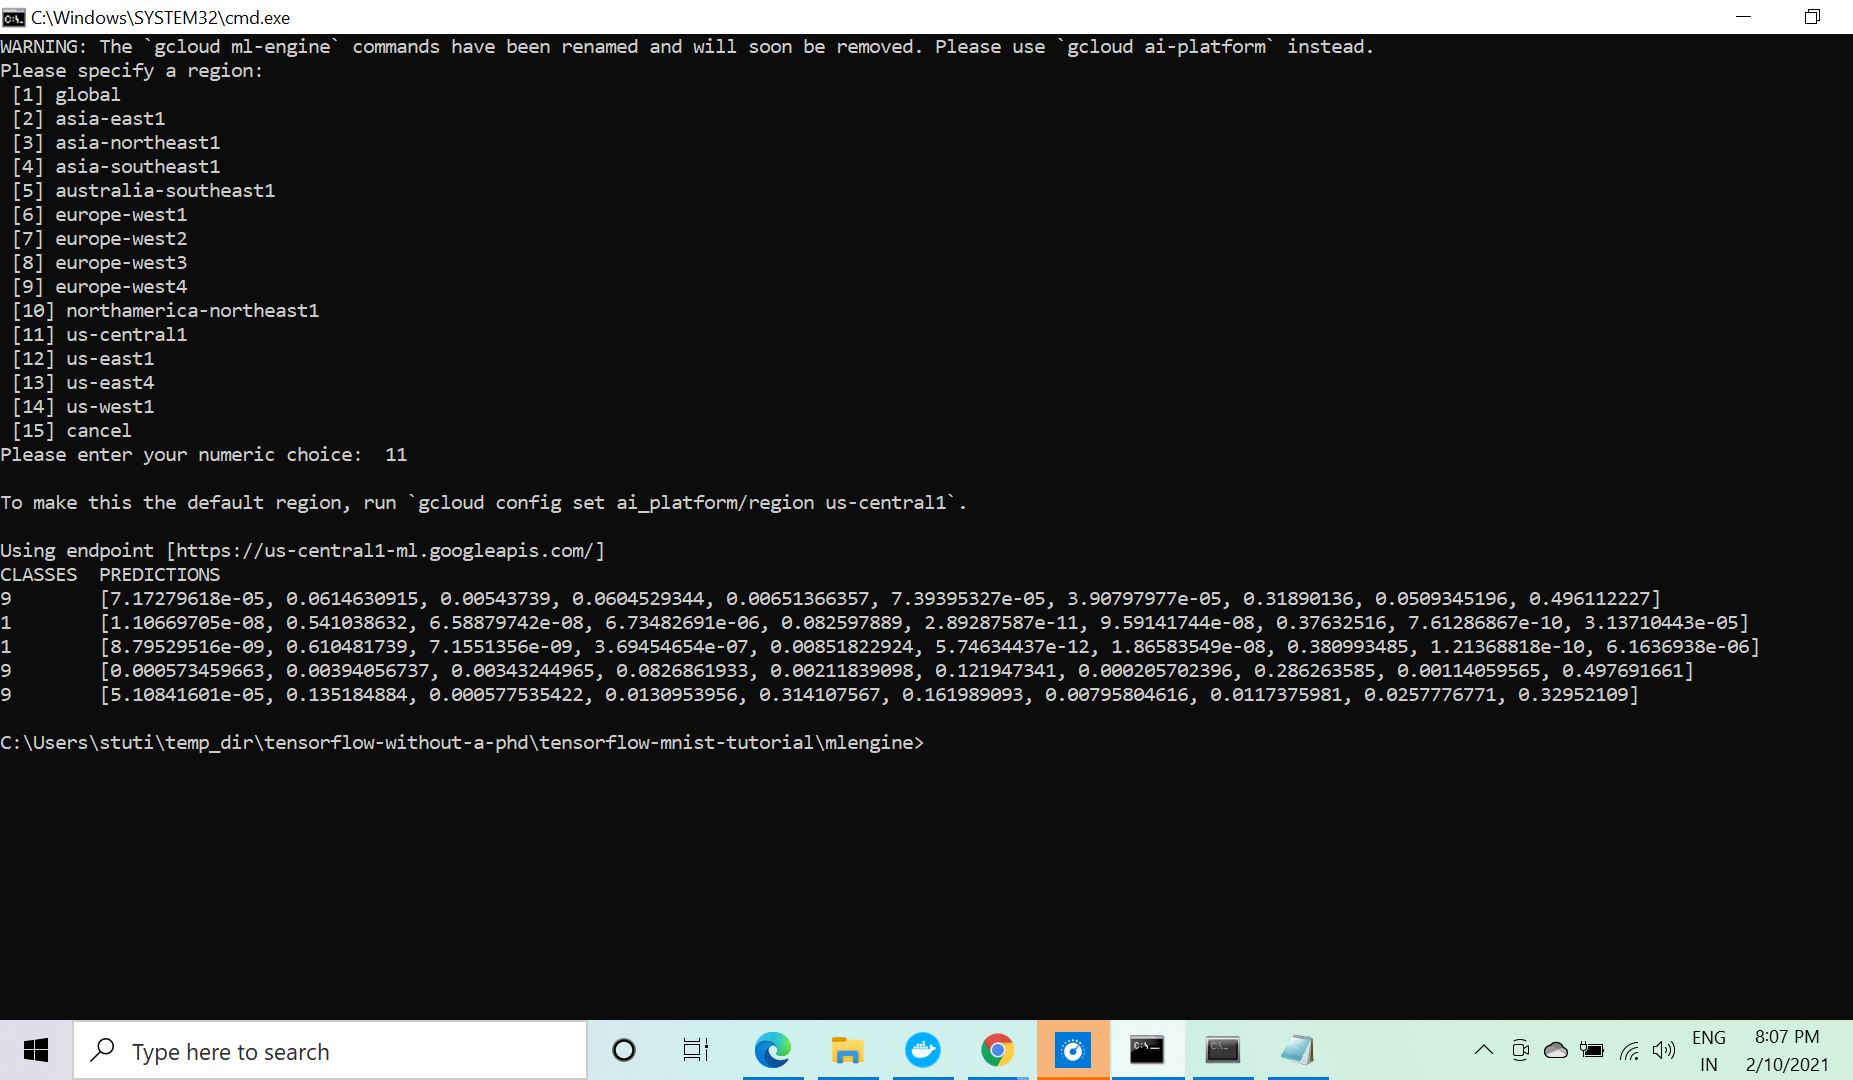 C:\Windows\SYSTEM32\cmd.exe
WARNING: The `gcloud ml-engine` commands have been renamed and will soon be removed. Please use `gcloud ai-platform` instead.
Please specify a region:
[1] global
[2] asia-east1
[3] asia-northeast1
[4] asia-southeast1
[5] australia-southeast1
[6] europe-west1
[7] europe-west2
[8] europe-west3
[9] europe-west4
[10] northamerica-northeast1
[11] us-central1
[12] us-east1
[13] us-east4
[14] us-west1
[15] cancel
Please enter your numeric choice:  11
To make this the default region, run `gcloud config set ai_platform/region us-central1`.
Using endpoint [https://us-central1-ml.googleapis.com/]
CLASSES  PREDICTIONS
9        [7.17279618e-05, 0.0614630915, 0.00543739, 0.0604529344, 0.00651366357, 7.39395327e-05, 3.90797977e-05, 0.31890136, 0.0509345196, 0.496112227]
1        [1.10669705e-08, 0.541038632, 6.58879742e-08, 6.73482691e-06, 0.082597889, 2.89287587e-11, 9.59141744e-08, 0.37632516, 7.61286867e-10, 3.13710443e-05]
1        [8.79529516e-09, 0.610481739, 7.1551356e-09, 3.69454654e-07, 0.00851822924, 5.74634437e-12, 1.86583549e-08, 0.380993485, 1.21368818e-10, 6.1636938e-06]
9        [0.000573459663, 0.00394056737, 0.00343244965, 0.0826861933, 0.00211839098, 0.121947341, 0.000205702396, 0.286263585, 0.00114059565, 0.497691661]
9        [5.10841601e-05, 0.135184884, 0.000577535422, 0.0130953956, 0.314107567, 0.161989093, 0.00795804616, 0.0117375981, 0.0257776771, 0.32952109]
C:\Users\stuti\temp_dir\tensorflow-without-a-phd\tensorflow-mnist-tutorial\mlengine>
Type here to search
ENG
IN
8:07 PM
2/10/2021